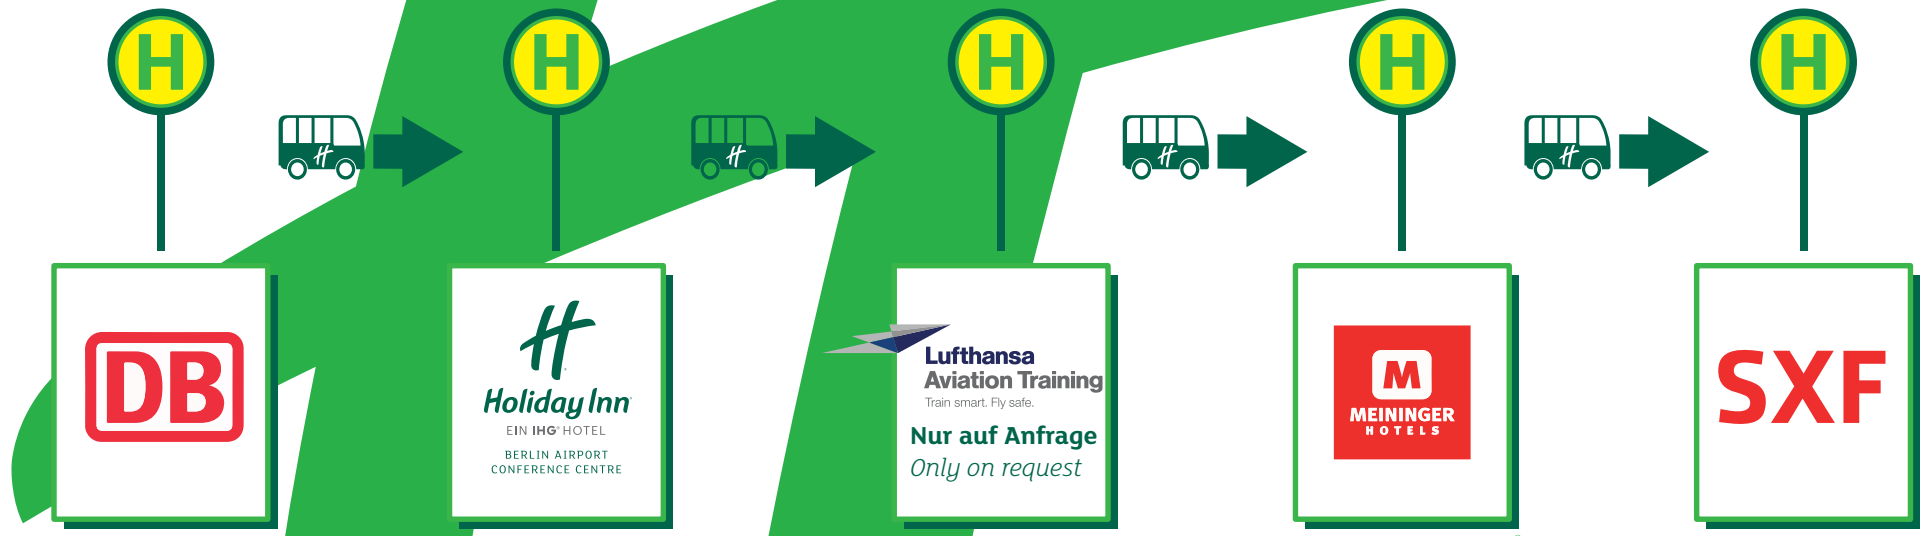 H
H
H
H
H
DB
Holiday Inn
EIN IHG® HOTEL
BERLIN AIRPORT
CONFERENCE CENTRE
Lufthansa
Aviation Training
Train smart. Fly safe.
Nur auf Anfrage
Only on request
M
MEININGER
HOTELS
SXF